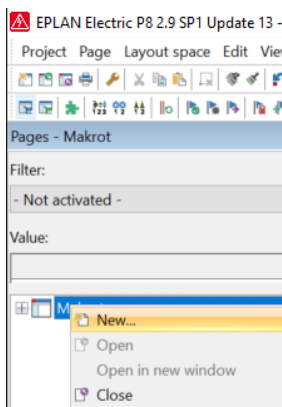 EPLAN Electric P8 2.9 SP1 Update 13 -
Project Page Layout space Edit Vie
Pages - Makrot
Filter:
- Not activated -
Value:
New...
Open
Open in new window
Close